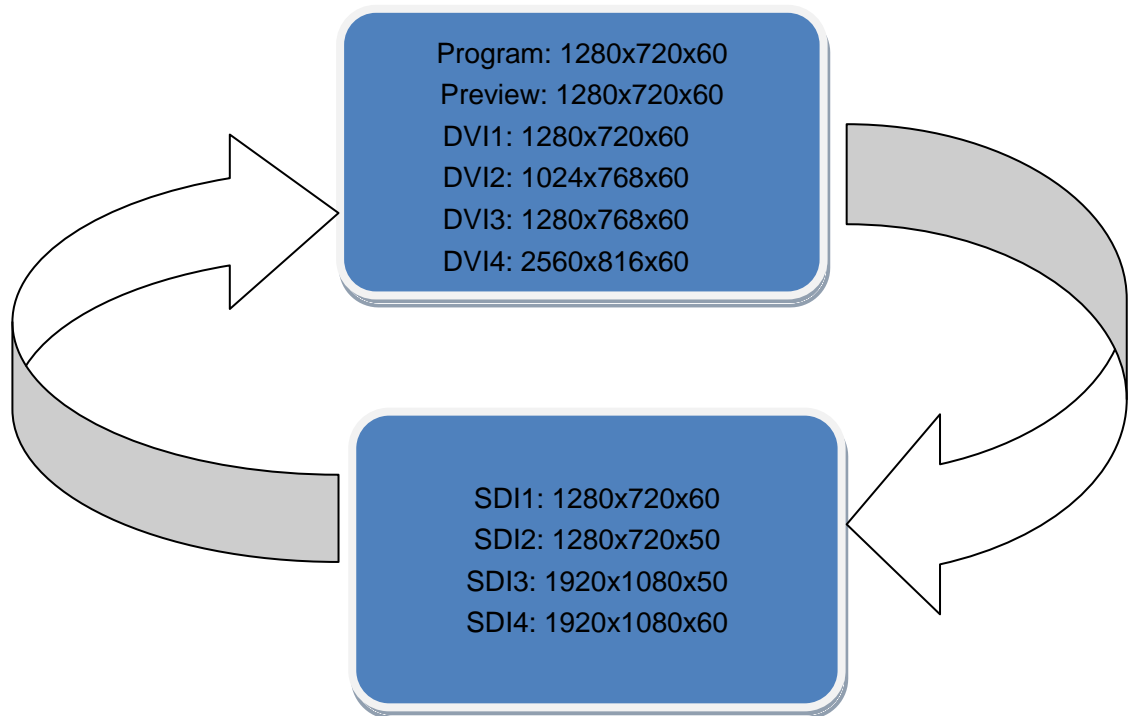 Program: 1280x720x60
Preview: 1280x720x60
DVI1: 1280x720x60
DVI2: 1024x768x60
DVI3: 1280x768x60
DVI4: 2560x816x60
SDI1: 1280x720x60
SDI2: 1280x720x50
SDI3: 1920x1080x50
SDI4: 1920x1080x60